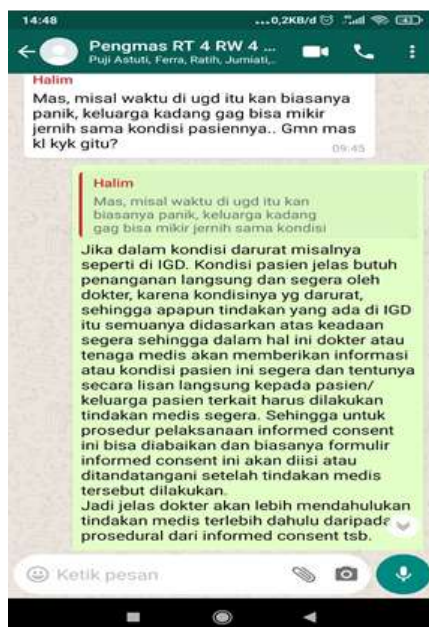 14:48
...0,2KB/d
Pengmas RT 4 RW 4 ...
Puji Astuti, Ferra, Ratih, Jumiati,..
Halim
Mas, misal waktu di ugd itu kan biasanya
panik, keluarga kadang gag bisa mikir
jernih sama kondisi pasiennya.. Gmn mas
kl kyk gitu?
09:45
Halim
Mas, misal waktu di ugd itu kan
biasanya panik, keluarga kadang
gag bisa mikir jernih sama kondisi
Jika dalam kondisi darurat misalnya
seperti di IGD. Kondisi pasien jelas butuh
penanganan langsung dan segera oleh
dokter, karena kondisinya yg darurat,
sehingga apapun tindakan yang ada di IGD
itu semuanya didasarkan atas keadaan
segera sehingga dalam hal ini dokter atau
tenaga medis akan memberikan informasi
atau kondisi pasien ini segera dan tentunya
secara lisan langsung kepada pasien/
keluarga pasien terkait harus dilakukan
tindakan medis segera. Sehingga untuk
prosedur pelaksanaan informed consent
ini bisa diabaikan dan biasanya formulir
informed consent ini akan diisi atau
ditandatangani setelah tindakan medis
tersebut dilakukan.
Jadi jelas dokter akan lebih mendahulukan
tindakan medis terlebih dahulu daripada
prosedural dari informed consent tsb.
Ketik pesan